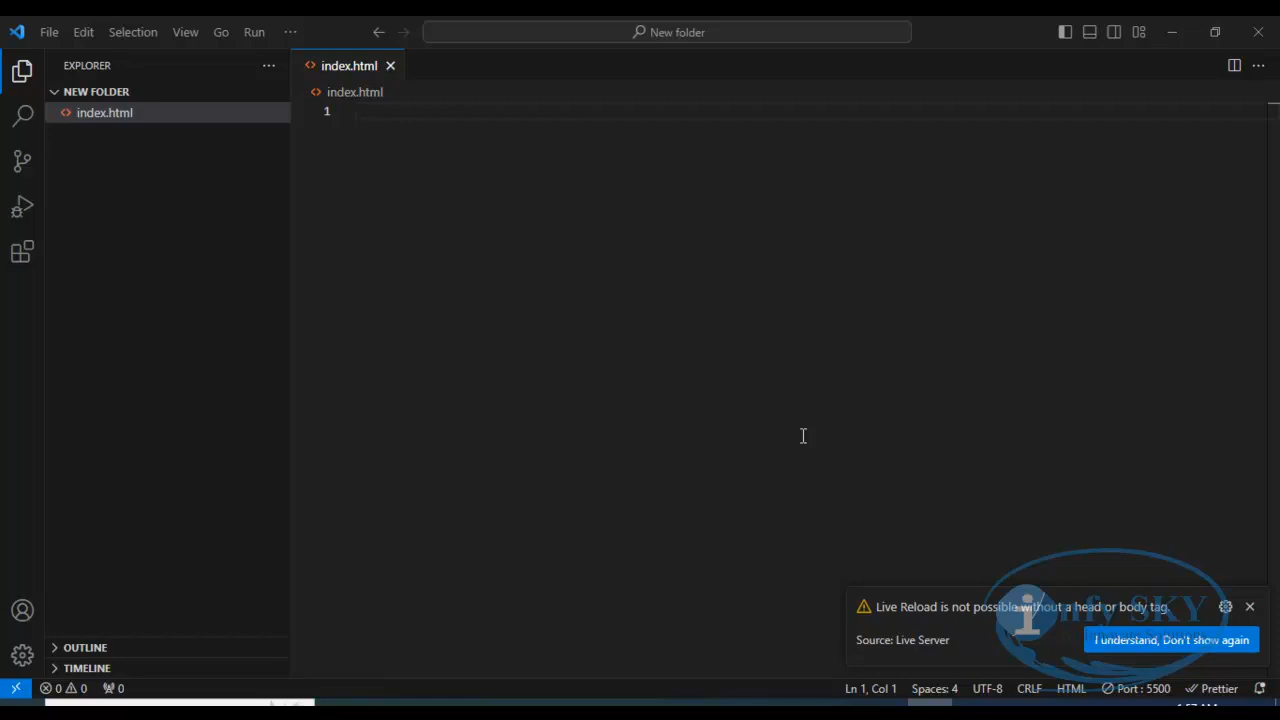 File Edit Selection View Go Run ···
New folder
EXPLORER
index.html
NEW FOLDER
index.html
index.html
1
Live Reload is not possible without a head or body tag.
Source: Live Server
I understand, Don't show again
infy SKY
OUTLINE
TIMELINE
0 0 0
Ln 1, Col 1 Spaces: 4 UTF-8 CRLF HTML Port : 5500 Prettier